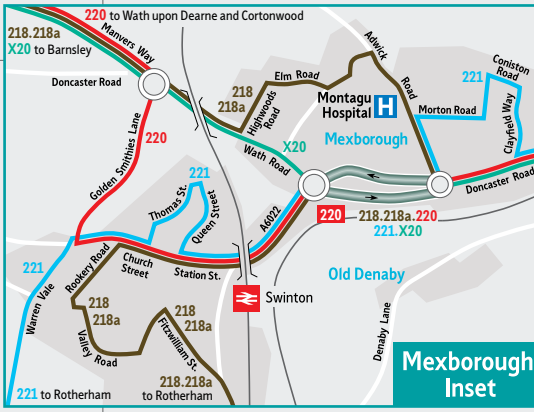 220 to Wath upon Dearne and Cortonwood
218.218a
X20 to Barnsley
Manvers Way
Doncaster Road
Adwick
Road
Elm Road
218
218a
Highwoods
Road
Montagu
Hospital H
Mexborough
221
Coniston
Road
Morton Road
Clayfield Way
220
Golden Smithies Lane
X20
Wath Road
Doncaster Road
221
Thomas St.
Queen Street
A6022
220
218.218a.220
221.X20
221
Rookery Road
Church
Street
Station St.
Warren Vale
Swinton
Old Denaby
218
218a
Valley Road
218
218a
Fitzwilliam St.
Denaby Lane
218.218a
to Rotherham
221 to Rotherham
Mexborough
Inset